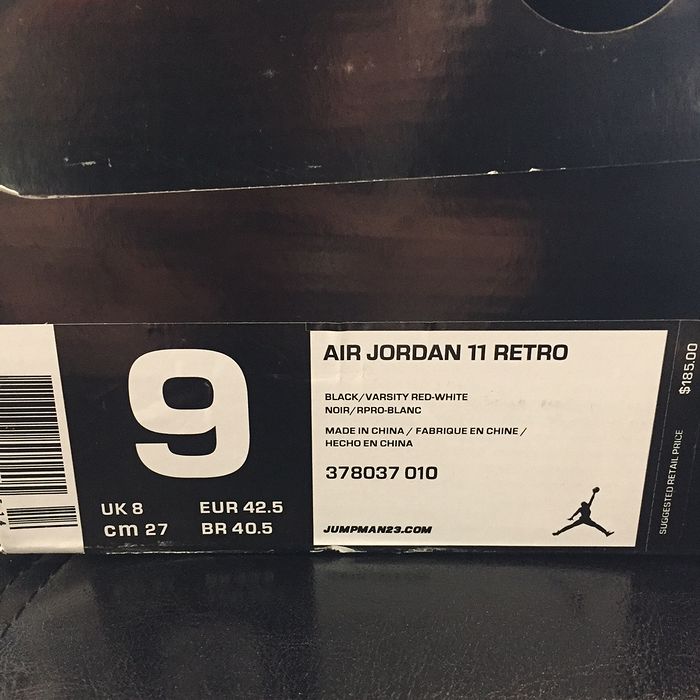 9
UK 8 EUR 42.5
cm 27 BR 40.5
AIR JORDAN 11 RETRO
BLACK/VARSITY RED-WHITE
NOIR/RPRO-BLANC
MADE IN CHINA / FABRIQUE EN CHINE /
HECHO EN CHINA
378037 010
JUMPMAN23.COM
SUGGESTED RETAIL PRICE $185.00